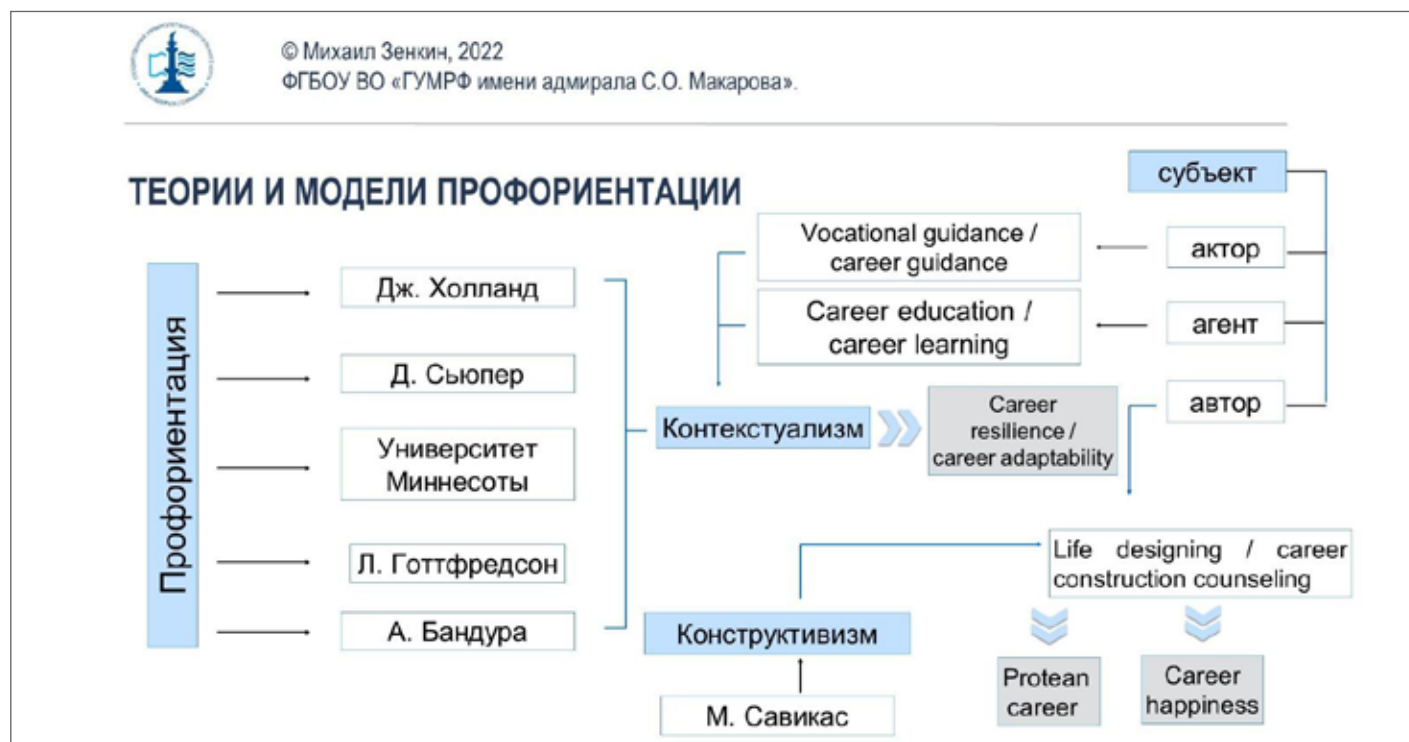 © Михаил Зенкин, 2022
ФГБОУ ВО «ГУМРФ имени адмирала С.О. Макарова».
ТЕОРИИ И МОДЕЛИ ПРОФОРИЕНТАЦИИ
Профориентация
Дж. Холланд
Д. Сьюпер
Университет
Миннесоты
Л. Готтфредсон
А. Бандура
Контекстуализм
Career
resilience /
career adaptability
Vocational guidance /
career guidance
Career education /
career learning
субъект
актор
агент
автор
Life designing / career
construction counseling
Конструктивизм
М. Савикас
Protean
career
Career
happiness